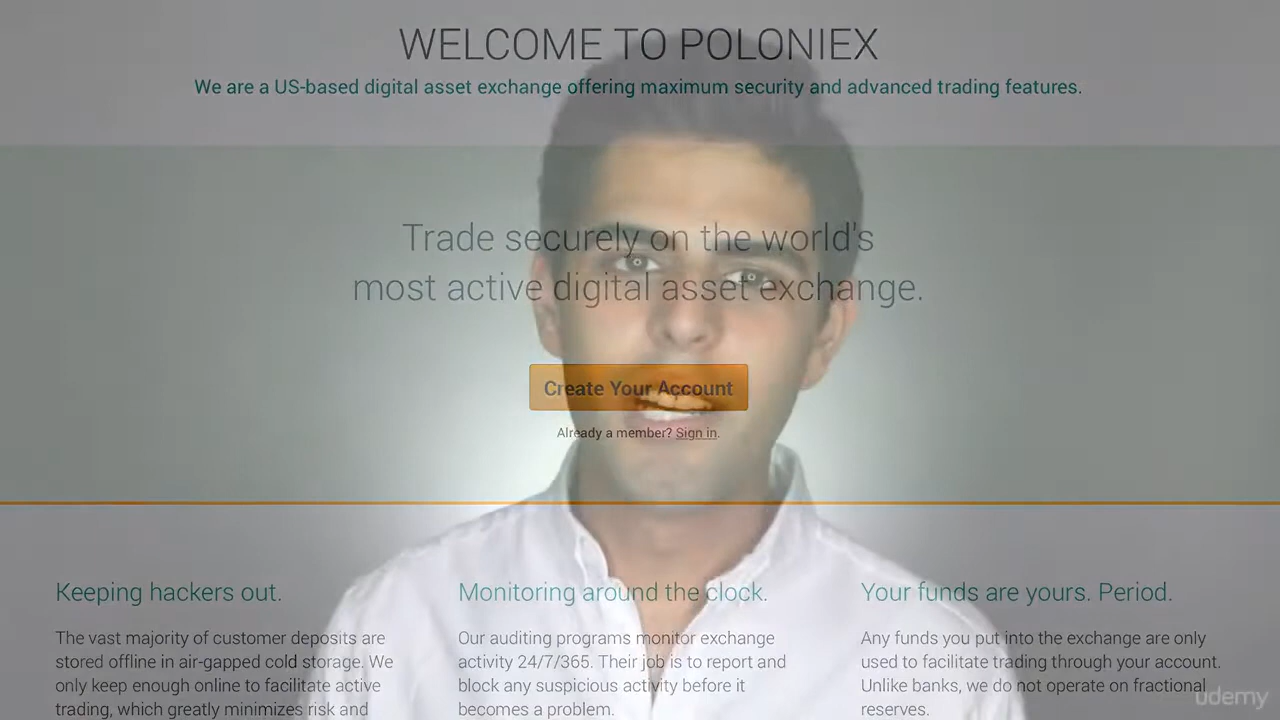 WELCOME TO POLONIEX
We are a US-based digital asset exchange offering maximum security and advanced trading features.
Trade securely on the world's
most active digital asset exchange.
Create Your Account
Already a member? Sign in.
Keeping hackers out.
The vast majority of customer deposits are
stored offline in air-gapped cold storage. We
only keep enough online to facilitate active
trading, which greatly minimizes risk and
Monitoring around the clock.
Our auditing programs monitor exchange
activity 24/7/365. Their job is to report and
block any suspicious activity before it
becomes a problem.
Your funds are yours. Period.
Any funds you put into the exchange are only
used to facilitate trading through your account.
Unlike banks, we do not operate on fractional
reserves.
udemy